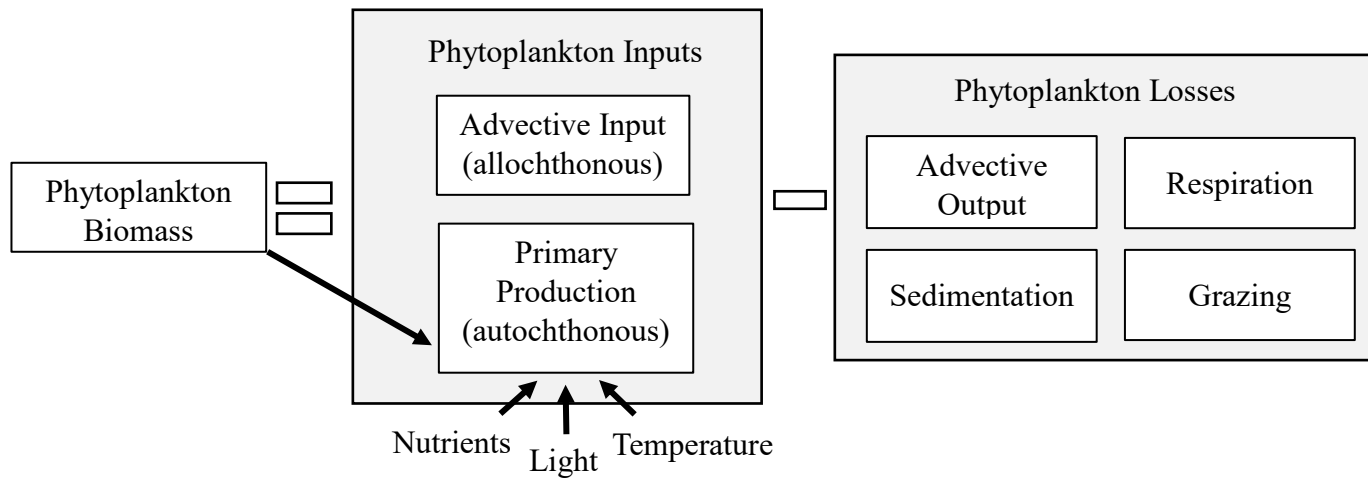 Phytoplankton
Biomass
Phytoplankton Inputs
Advective Input
(allochthonous)
Primary
Production
(autochthonous)
Nutrients
Light
Temperature
Phytoplankton Losses
Advective
Output
Respiration
Sedimentation
Grazing